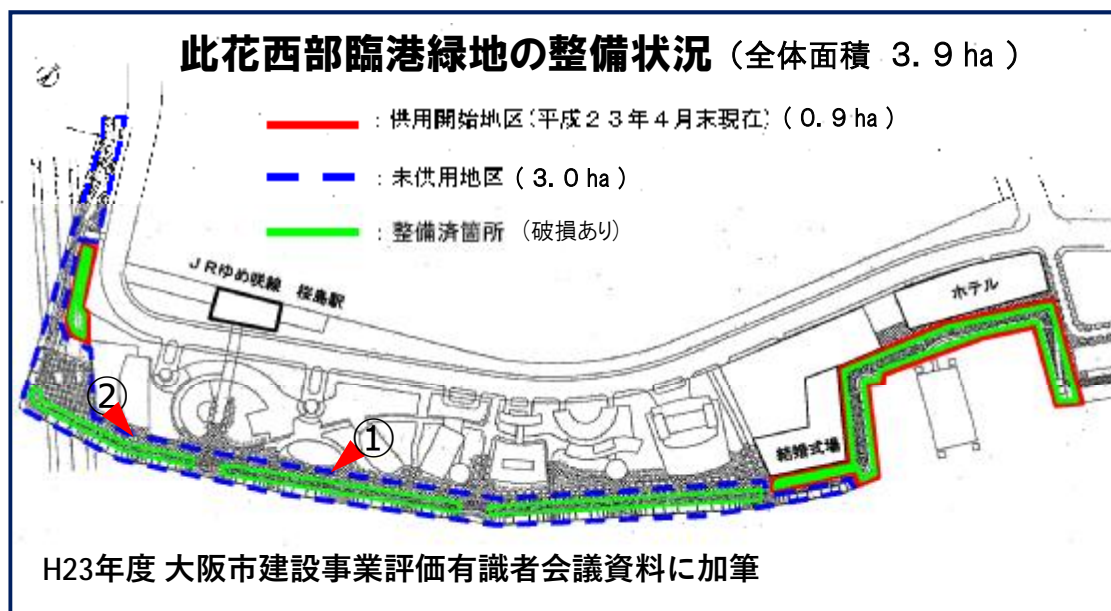 此花西部臨港緑地の整備状況（全体面積 ３．９ha）
：供用開始地区（平成２３年４月末現在）（０．９ha）
：未供用地区（３．０ha）
：整備済箇所（破損あり）
ＪＲゆめ咲線 桜島駅
ホテル
②
①
結婚式場
H23年度 大阪市建設事業評価有識者会議資料に加筆